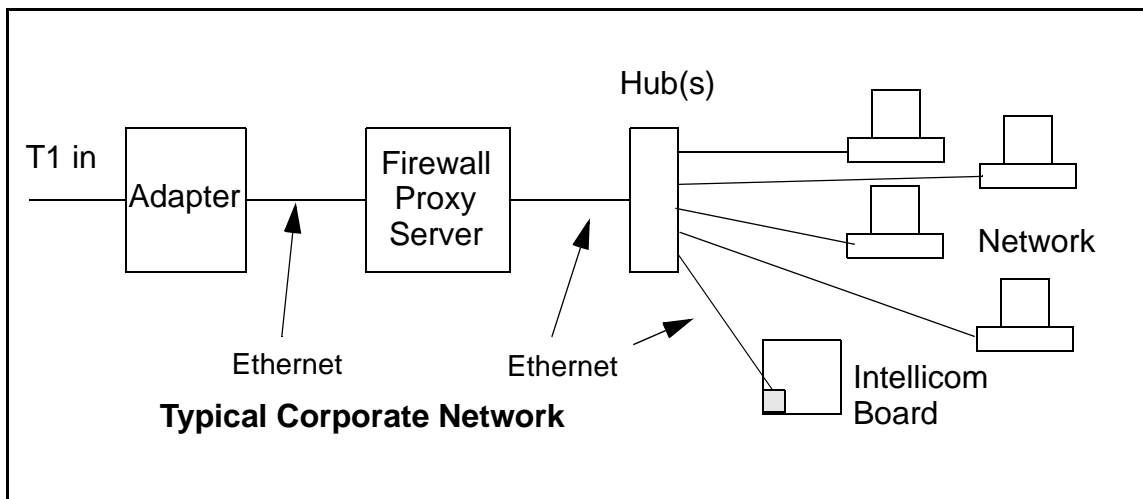 Hub(s)
T1 in
Adapter
Firewall
Proxy
Server
Network
Ethernet
Ethernet
Intellicom
Board
Typical Corporate Network